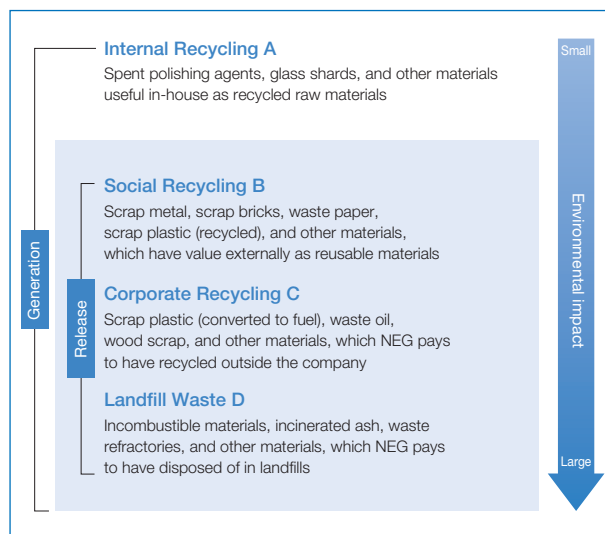 Internal Recycling A
Spent polishing agents, glass shards, and other materials
useful in-house as recycled raw materials
Social Recycling B
Scrap metal, scrap bricks, waste paper,
scrap plastic (recycled), and other materials,
which have value externally as reusable materials
Corporate Recycling C
Scrap plastic (converted to fuel), waste oil,
wood scrap, and other materials, which NEG pays
to have recycled outside the company
Landfill Waste D
Incombustible materials, incinerated ash, waste
refractories, and other materials, which NEG pays
to have disposed of in landfills
Generation
Release
Small
Environmental impact
Large